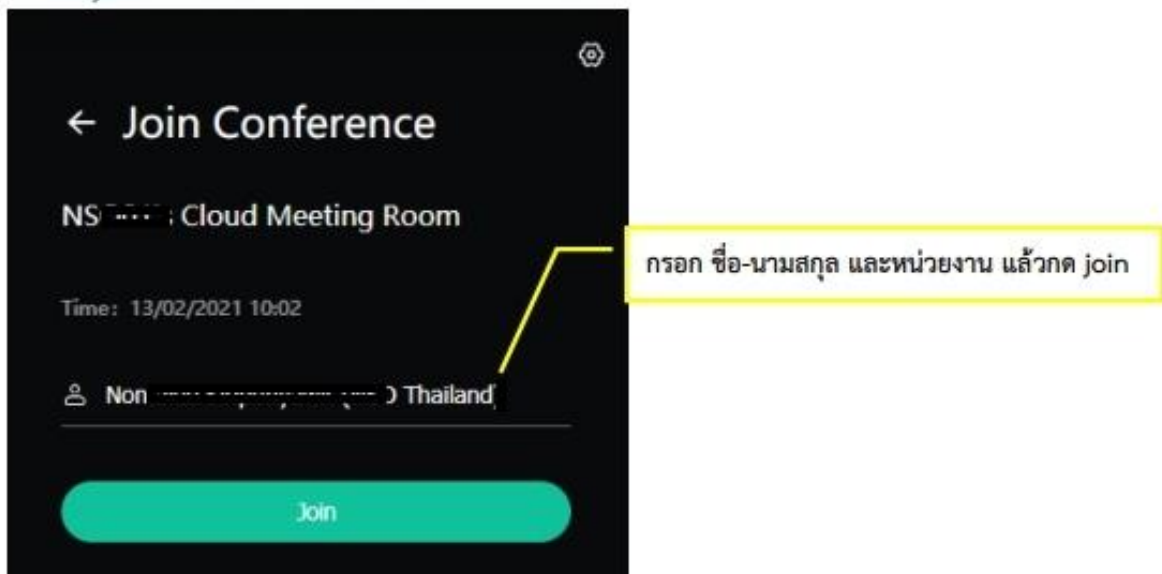 Join Conference
NS Cloud Meeting Room
กรอก ชื่อ-นามสกุล และหน่วยงาน แล้วกด join
Time: 13/02/2021 10:02
Non Thailand)
Join